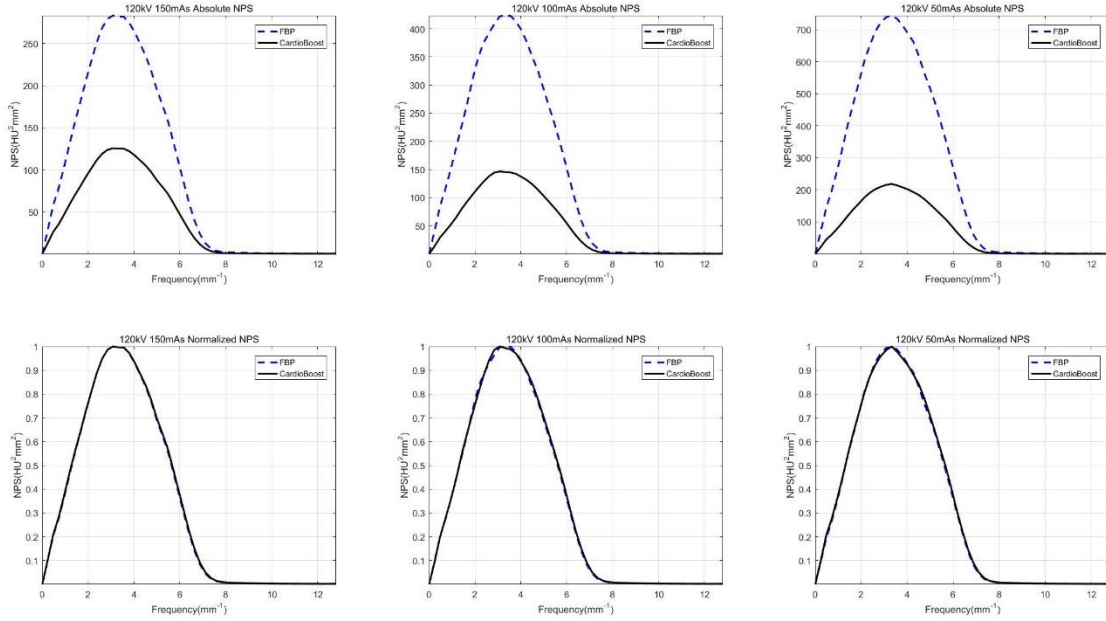 120kV 150mAs Absolute NPS
FBP
CardioBoost
250
200
150
100
50
NPS(HU²mm²)
0 2 4 6 8 10 12
Frequency(mm⁻¹)
120kV 100mAs Absolute NPS
FBP
CardioBoost
400
350
300
250
200
150
100
50
NPS(HU²mm²)
0 2 4 6 8 10 12
Frequency(mm⁻¹)
120kV 50mAs Absolute NPS
FBP
CardioBoost
700
600
500
400
300
200
100
NPS(HU²mm²)
0 2 4 6 8 10 12
Frequency(mm⁻¹)
120kV 150mAs Normalized NPS
FBP
CardioBoost
1
0.9
0.8
0.7
0.6
0.5
0.4
0.3
0.2
0.1
NPS(HU²mm²)
0 2 4 6 8 10 12
Frequency(mm⁻¹)
120kV 100mAs Normalized NPS
FBP
CardioBoost
1
0.9
0.8
0.7
0.6
0.5
0.4
0.3
0.2
0.1
NPS(HU²mm²)
0 2 4 6 8 10 12
Frequency(mm⁻¹)
120kV 50mAs Normalized NPS
FBP
CardioBoost
1
0.9
0.8
0.7
0.6
0.5
0.4
0.3
0.2
0.1
NPS(HU²mm²)
0 2 4 6 8 10 12
Frequency(mm⁻¹)